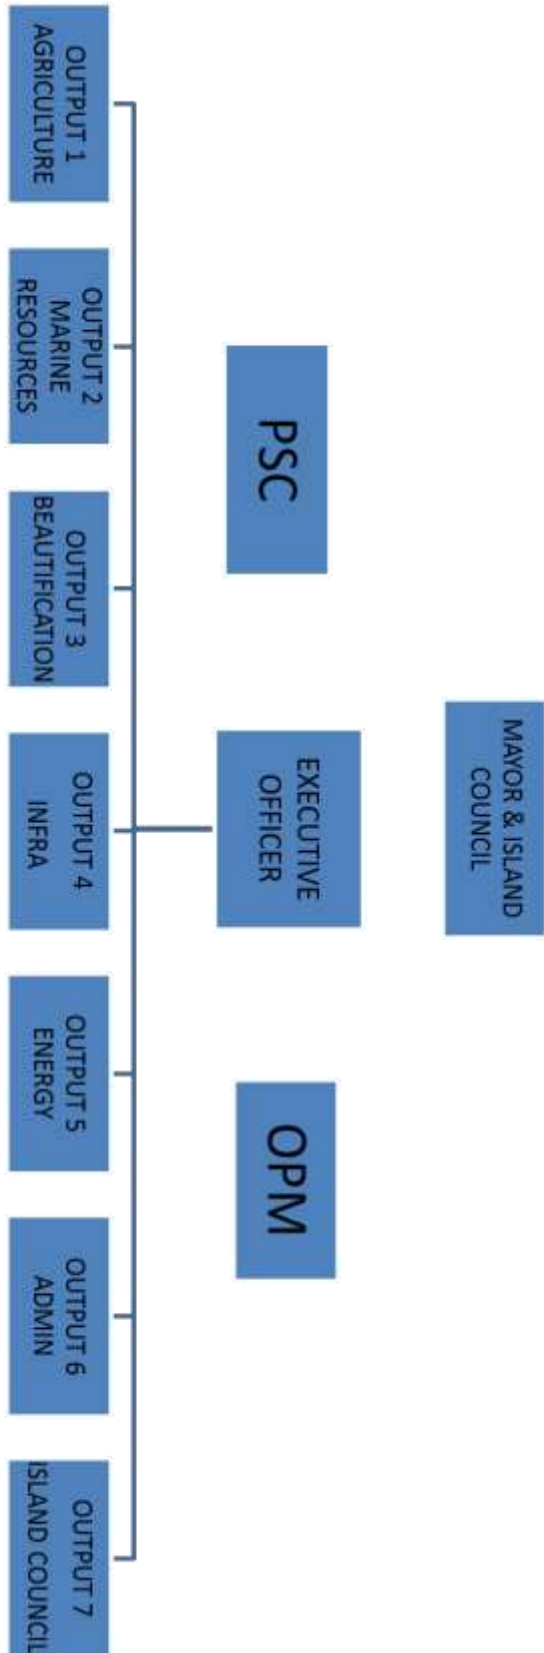 MAYOR & ISLAND
COUNCIL
PSC
EXECUTIVE
OFFICER
OPM
OUTPUT 1
AGRICULTURE
OUTPUT 2
MARINE
RESOURCES
OUTPUT 3
BEAUTIFICATION
OUTPUT 4
INFRA
OUTPUT 5
ENERGY
OUTPUT 6
ADMIN
OUTPUT 7
ISLAND COUNCIL